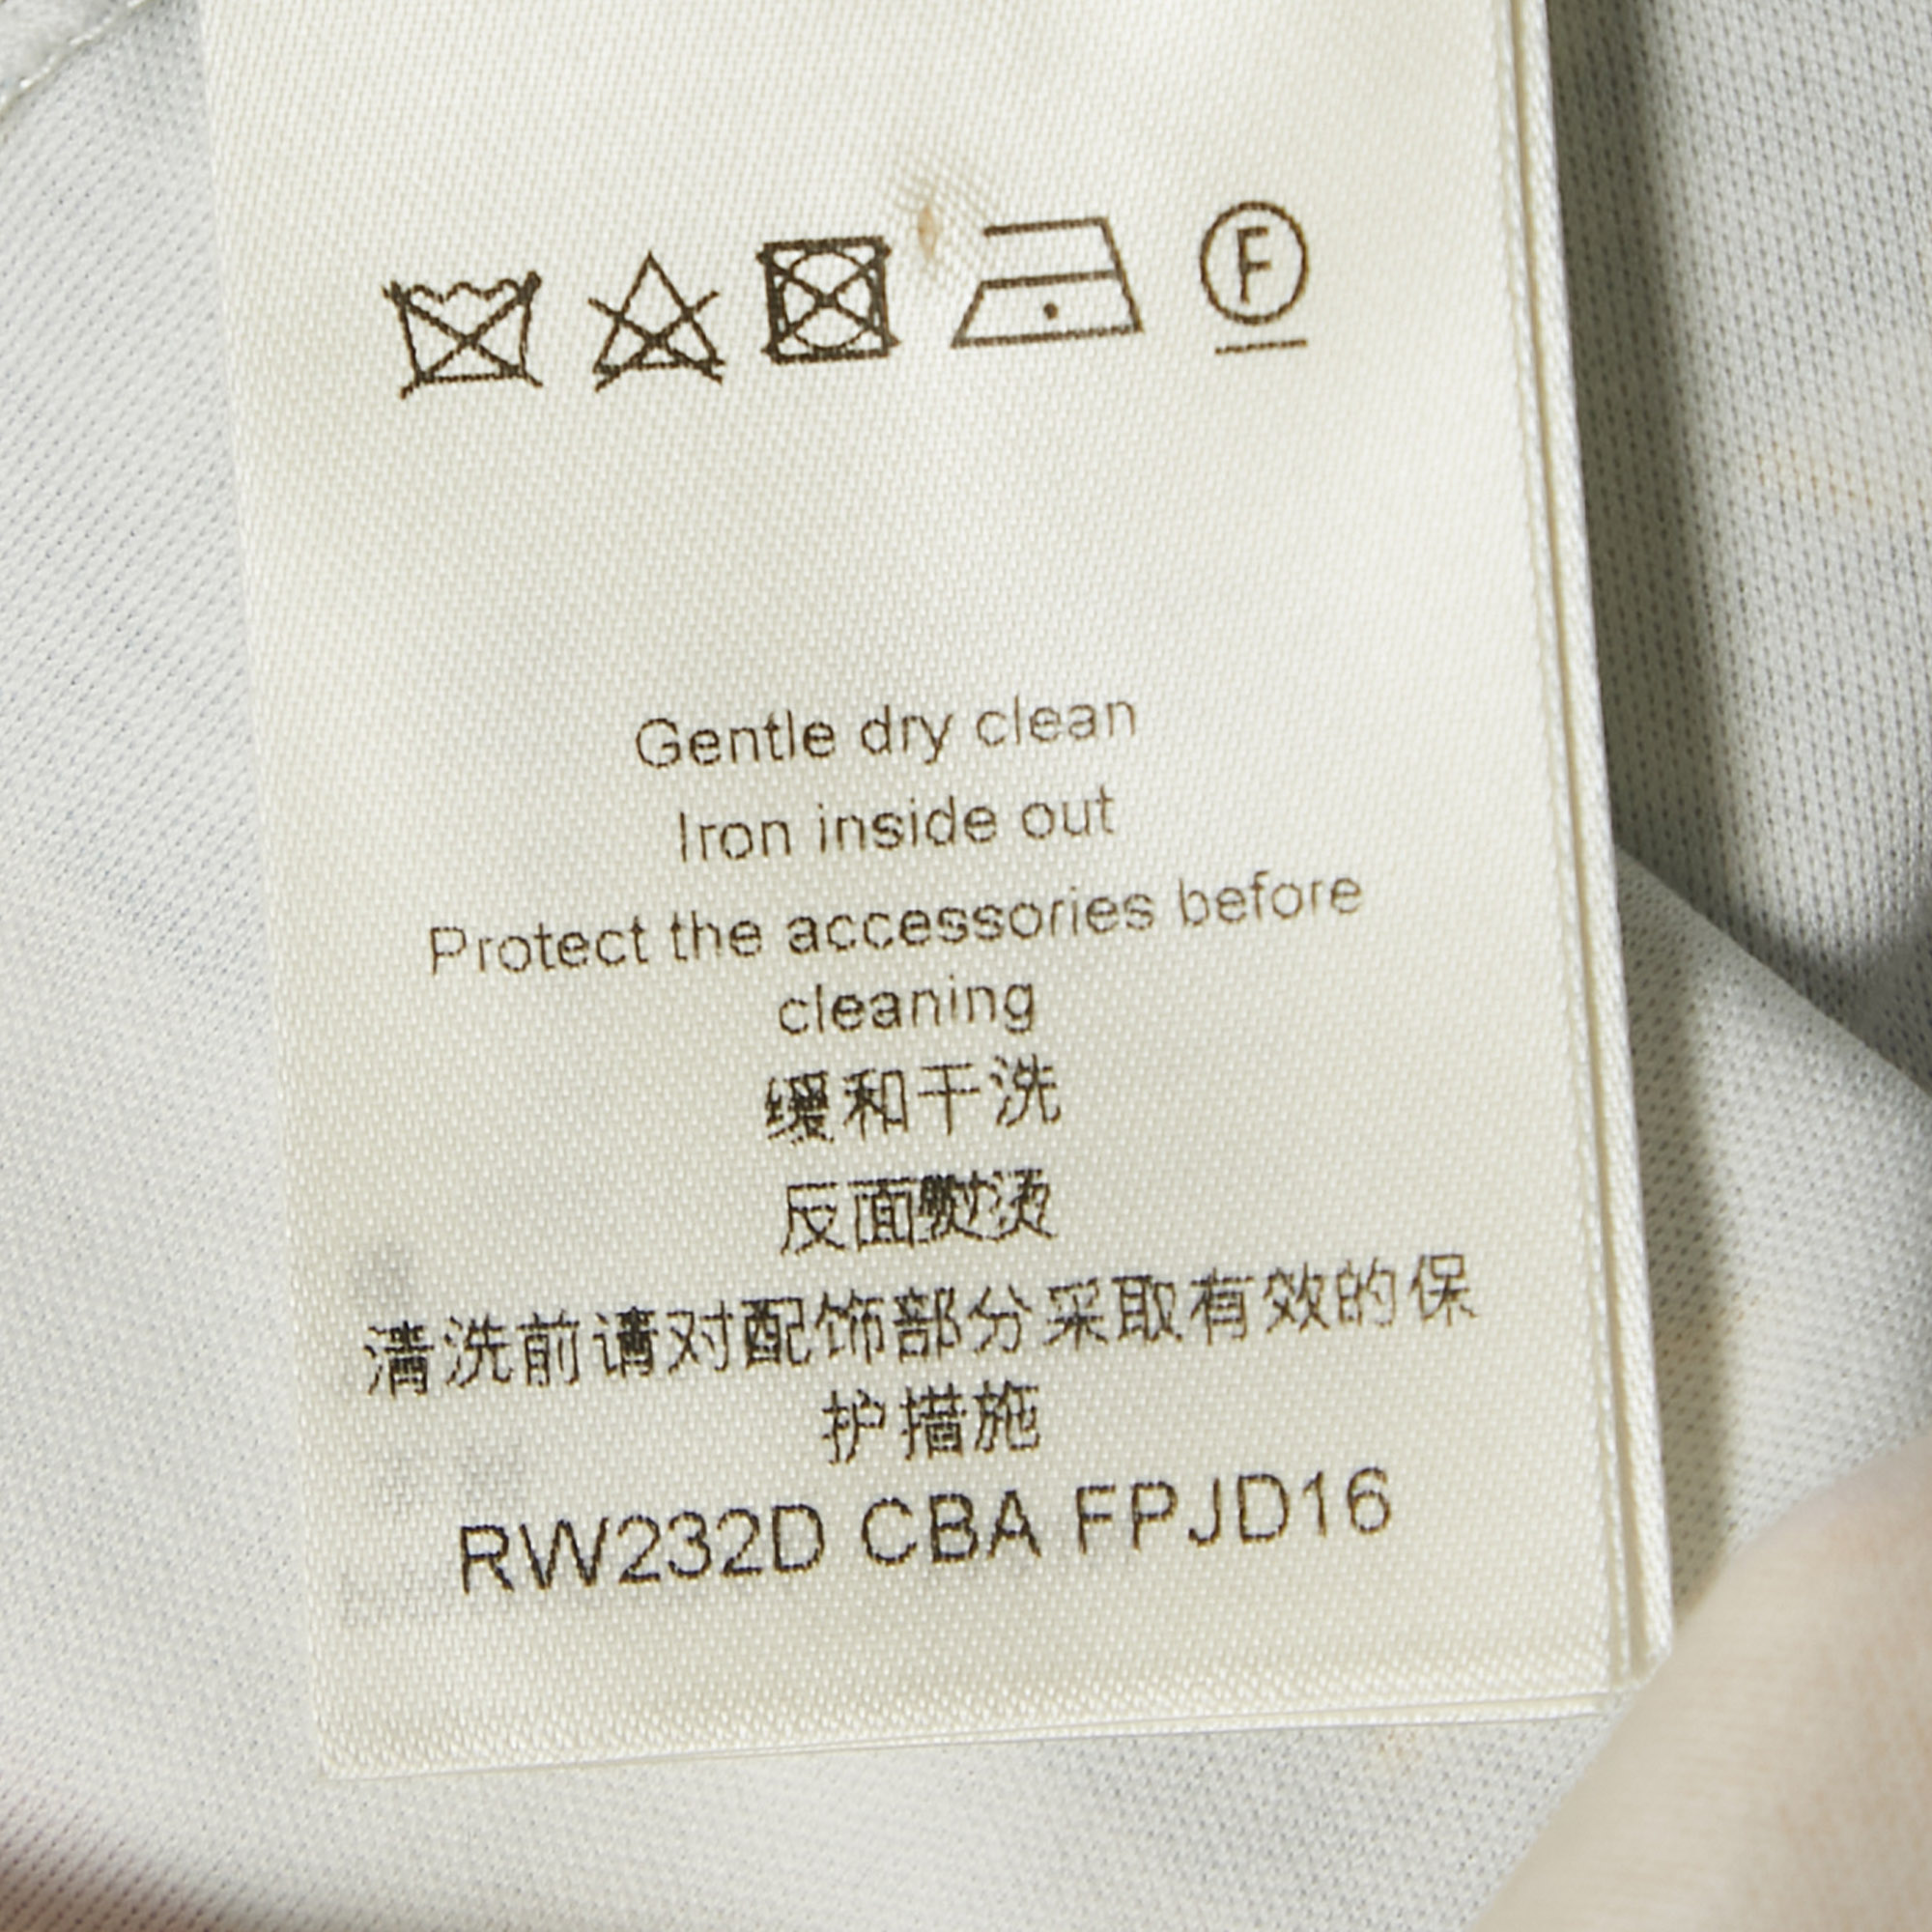 F
Gentle dry clean
Iron inside out
Protect the accessories before
cleaning
缓和干洗
反面熨烫
清洗前请对配饰部分采取有效的保
护措施
RW232D CBA FPJD16